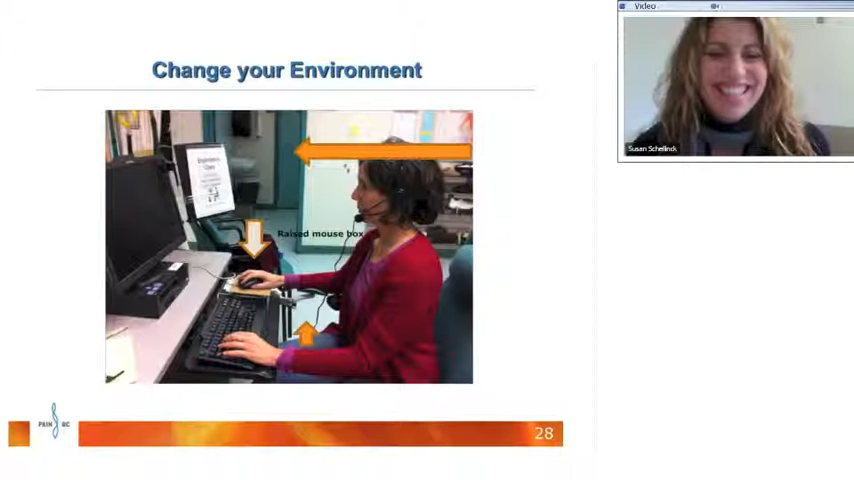 Video
Change your Environment
Susan Schellinck
Raised mouse box
PAIN BC
28